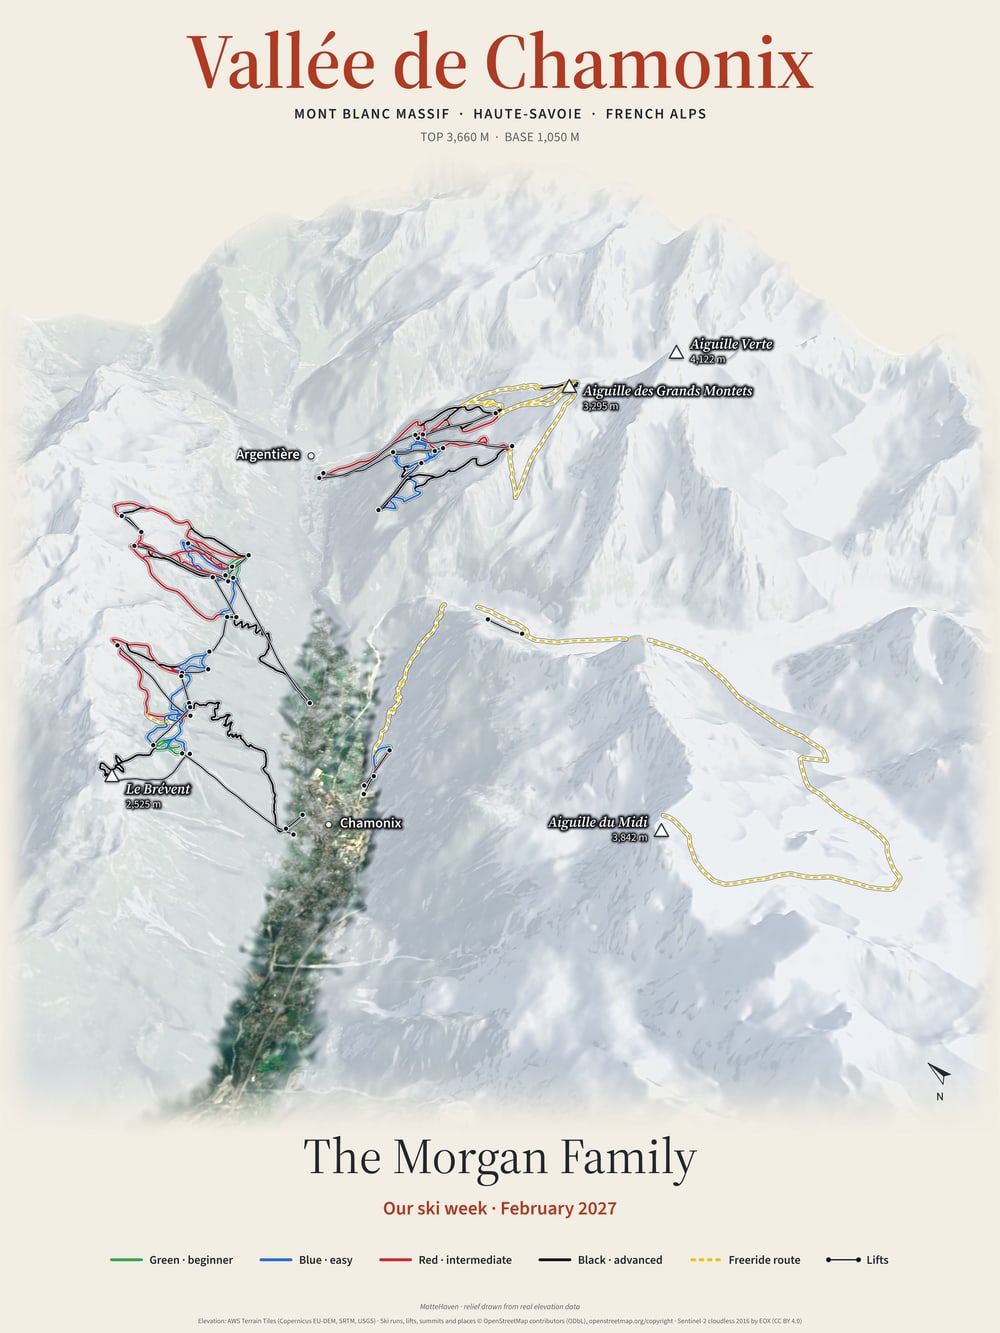 Vallée de Chamonix
MONT BLANC MASSIF · HAUTE-SAVOIE · FRENCH ALPS
TOP 3,660 M · BASE 1,050 M
Aiguille Verte
4,122 m
Aiguille des Grands Montets
3,295 m
Argentière
Le Brévent
2,525 m
Chamonix
Aiguille du Midi
3,842 m
N
The Morgan Family
Our ski week · February 2027
Green · beginner
Blue · easy
Red · intermediate
Black · advanced
Freeride route
Lifts
MatteHaven · relief drawn from real elevation data
Elevation: AWS Terrain Tiles (Copernicus EU-DEM, SRTM, USGS) · Ski runs, lifts, summits and places © OpenStreetMap contributors (ODbL), openstreetmap.org/copyright · Sentinel-2 cloudless 2016 by EOX (CC BY 4.0)